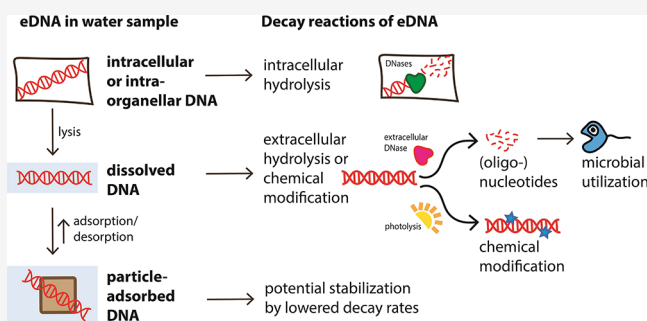 eDNA in water sample
Decay reactions of eDNA
intracellular
or intra-
organellar DNA
intracellular
hydrolysis
DNases
lysis
dissolved
DNA
extracellular
hydrolysis or
chemical
modification
extracellular
DNase
photolysis
(oligo-)
nucleotides
microbial
utilization
chemical
modification
adsorption/
desorption
particle-
adsorbed
DNA
potential stabilization
by lowered decay rates